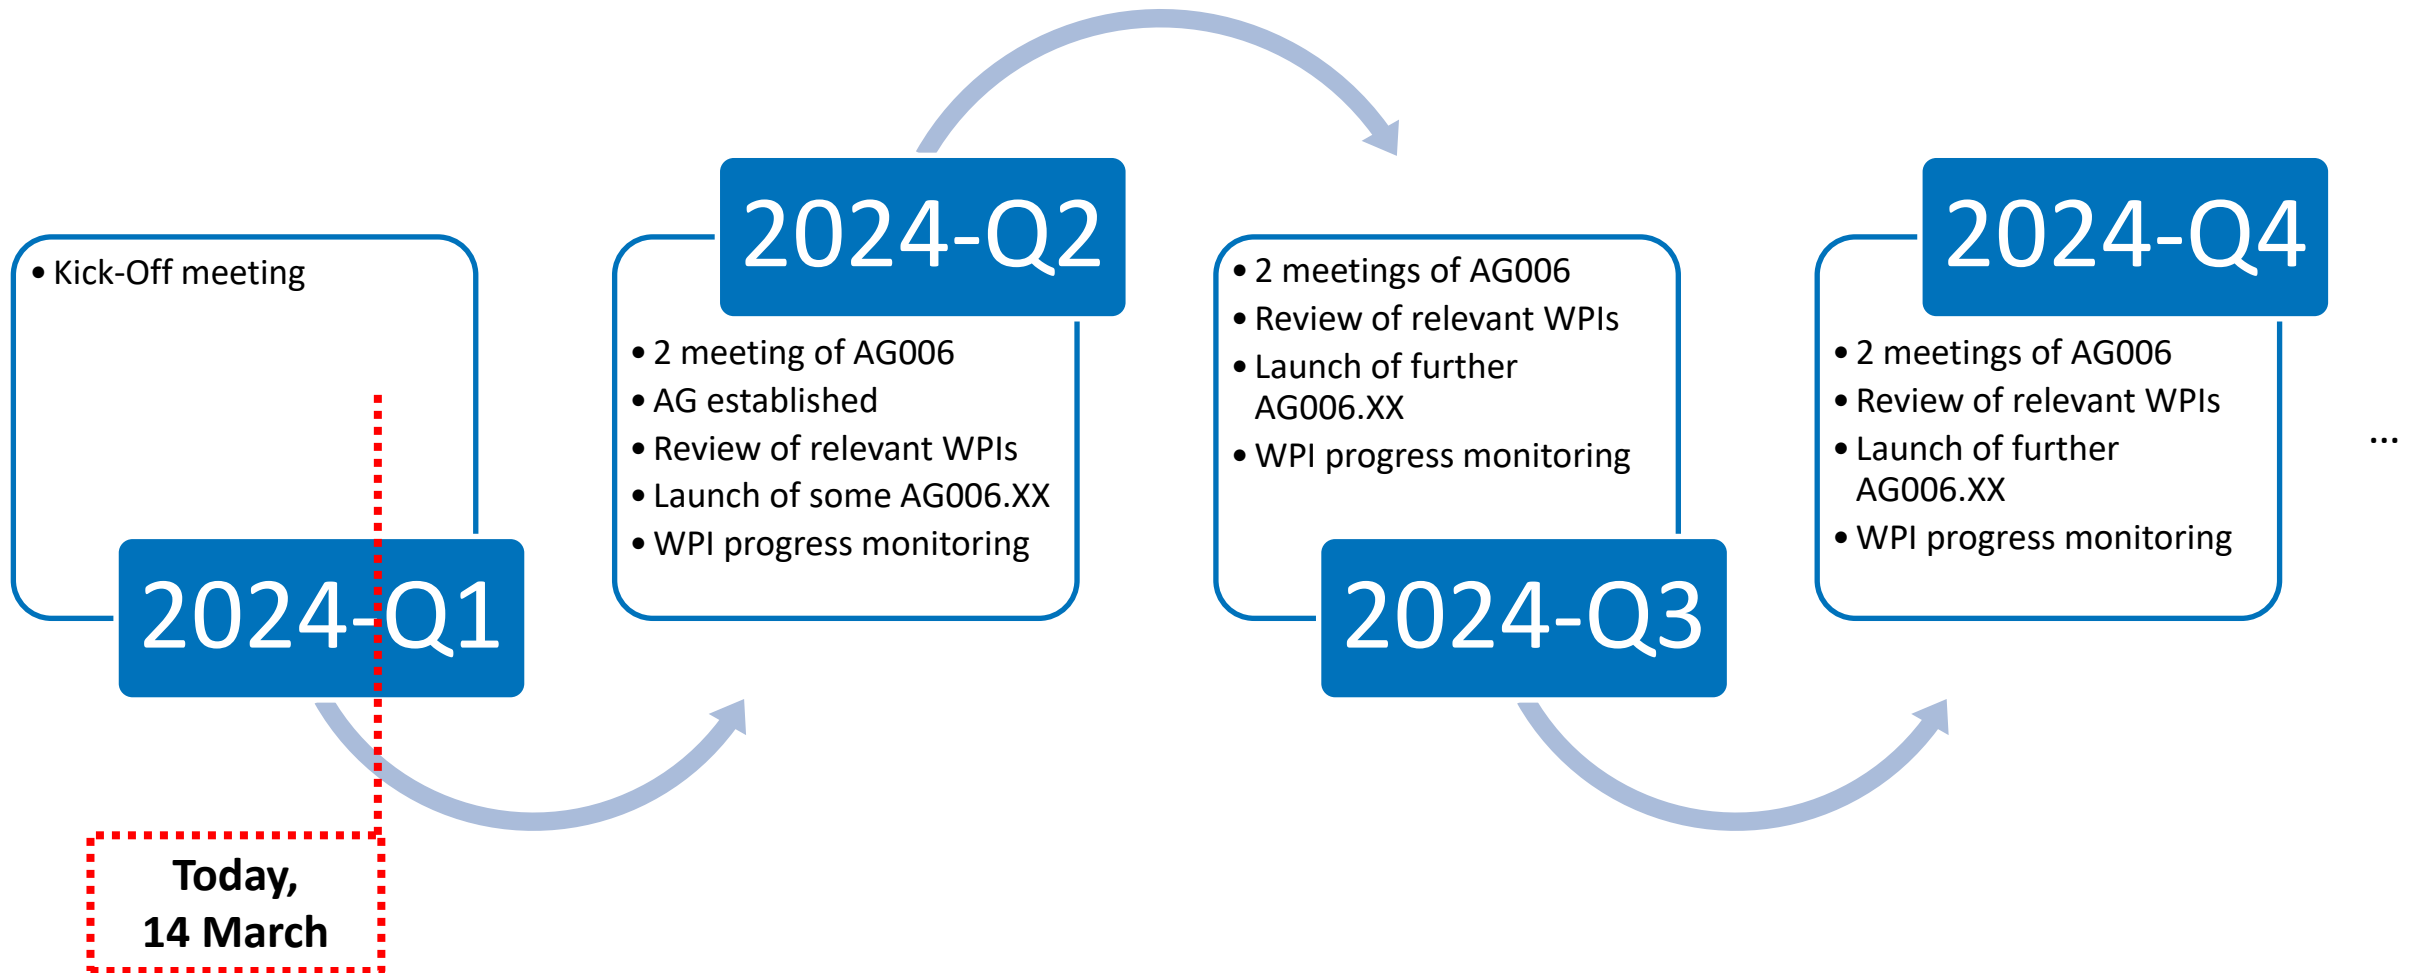 • Kick-Off meeting
2024-Q1
Today,
14 March
2024-Q2
• 2 meeting of AG006
• AG established
• Review of relevant WPIs
• Launch of some AG006.XX
• WPI progress monitoring
• 2 meetings of AG006
• Review of relevant WPIs
• Launch of further
AG006.XX
• WPI progress monitoring
2024-Q3
2024-Q4
• 2 meetings of AG006
• Review of relevant WPIs
• Launch of further
AG006.XX
• WPI progress monitoring
...